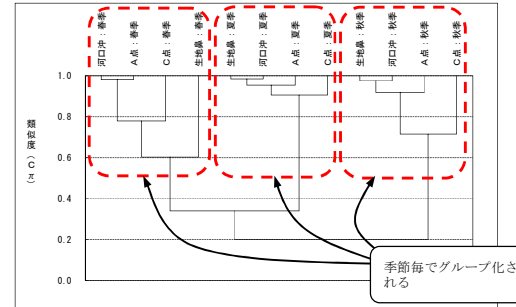 河口沖：春季
A点：春季
C点：春季
生地鼻：春季
生地鼻：夏季
河口沖：夏季
A点：夏季
C点：夏季
生地鼻：秋季
河口沖：秋季
A点：秋季
C点：秋季
1.0
0.8
0.6
0.4
0.2
0.0
類似度（Cπ）
季節毎でグループ化さ
れる